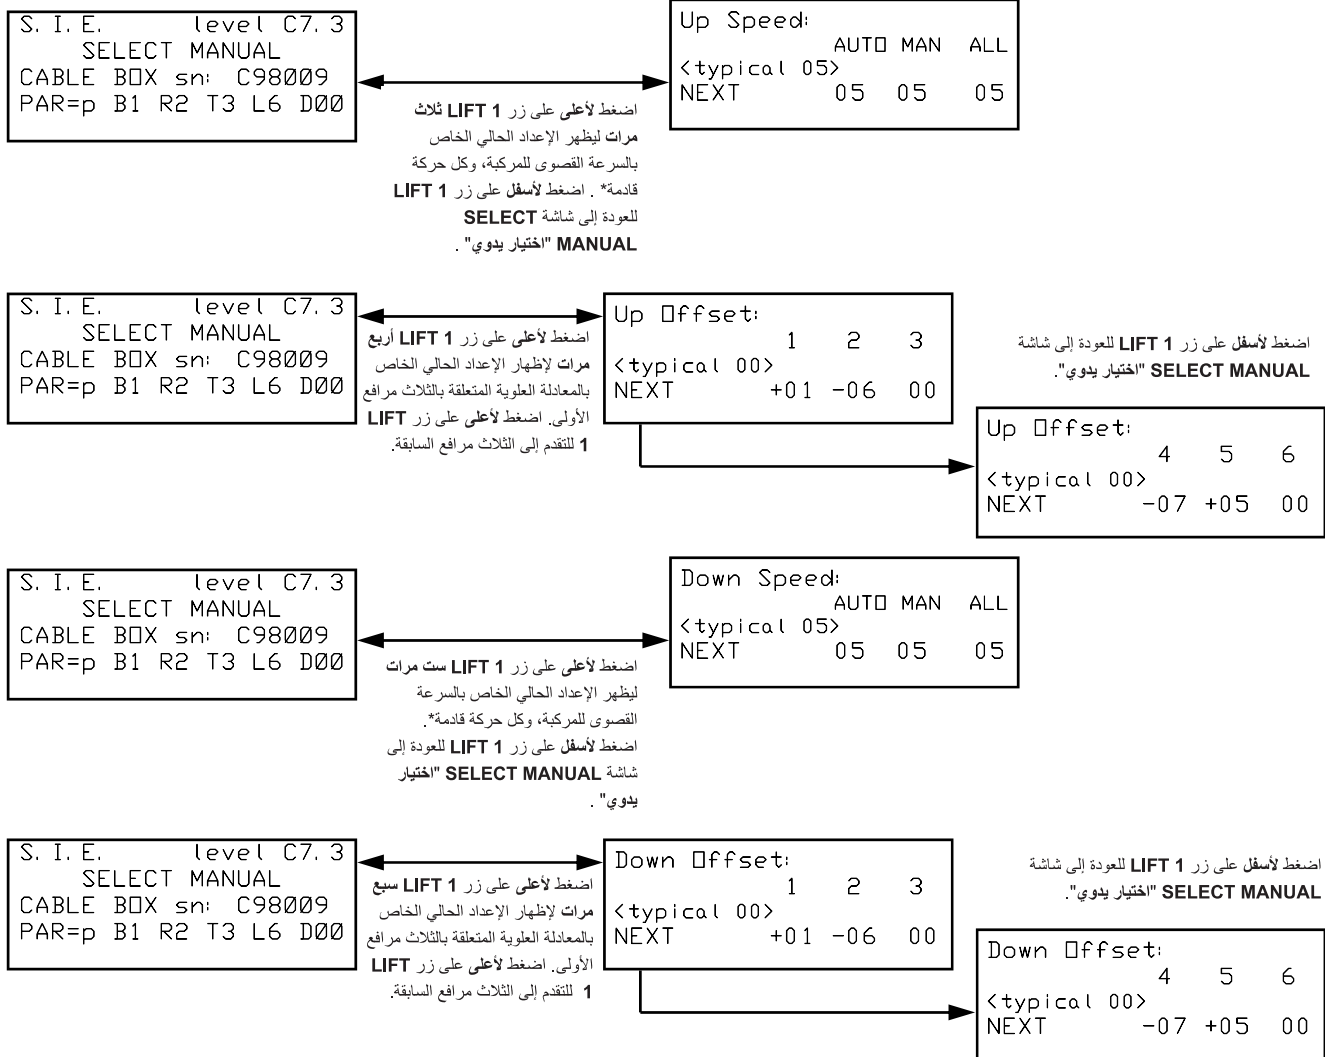 S. I. E. level C7. 3
SELECT MANUAL
CABLE BOX sn: C98009
PAR=p B1 R2 T3 L6 D00
اضغط لأعلى على زر LIFT 1 ثلاث
مرات ليظهر الإعداد الحالي الخاص
بالسرعة القصوى للمركبة، وكل حركة
قادمة* . اضغط لأسفل على زر LIFT 1
للعودة إلى شاشة SELECT
MANUAL "اختيار يدوي" .
Up Speed:
AUTO MAN ALL
<typical 05>
NEXT 05 05 05
S. I. E. level C7. 3
SELECT MANUAL
CABLE BOX sn: C98009
PAR=p B1 R2 T3 L6 D00
اضغط لأعلى على زر LIFT 1 أربع
مرات لإظهار الإعداد الحالي الخاص
بالمعادلة العلوية المتعلقة بالثلاث مرافع
الأولى. اضغط لأعلى على زر LIFT
1 للتقدم إلى الثلاث مرافع السابقة.
Up Offset:
1 2 3
<typical 00>
NEXT +01 -06 00
اضغط لأسفل على زر LIFT 1 للعودة إلى شاشة
SELECT MANUAL "اختيار يدوي".
Up Offset:
4 5 6
<typical 00>
NEXT -07 +05 00
S. I. E. level C7. 3
SELECT MANUAL
CABLE BOX sn: C98009
PAR=p B1 R2 T3 L6 D00
اضغط لأعلى على زر LIFT 1 ست مرات
ليظهر الإعداد الحالي الخاص بالسرعة
القصوى للمركبة، وكل حركة قادمة*.
اضغط لأسفل على زر LIFT 1 للعودة إلى
شاشة SELECT MANUAL "اختيار
يدوي" .
Down Speed:
AUTO MAN ALL
<typical 05>
NEXT 05 05 05
S. I. E. level C7. 3
SELECT MANUAL
CABLE BOX sn: C98009
PAR=p B1 R2 T3 L6 D00
اضغط لأعلى على زر LIFT 1 سبع
مرات لإظهار الإعداد الحالي الخاص
بالمعادلة العلوية المتعلقة بالثلاث مرافع
الأولى. اضغط لأعلى على زر LIFT
1 للتقدم إلى الثلاث مرافع السابقة.
Down Offset:
1 2 3
<typical 00>
NEXT +01 -06 00
اضغط لأسفل على زر LIFT 1 للعودة إلى شاشة
SELECT MANUAL "اختيار يدوي".
Down Offset:
4 5 6
<typical 00>
NEXT -07 +05 00